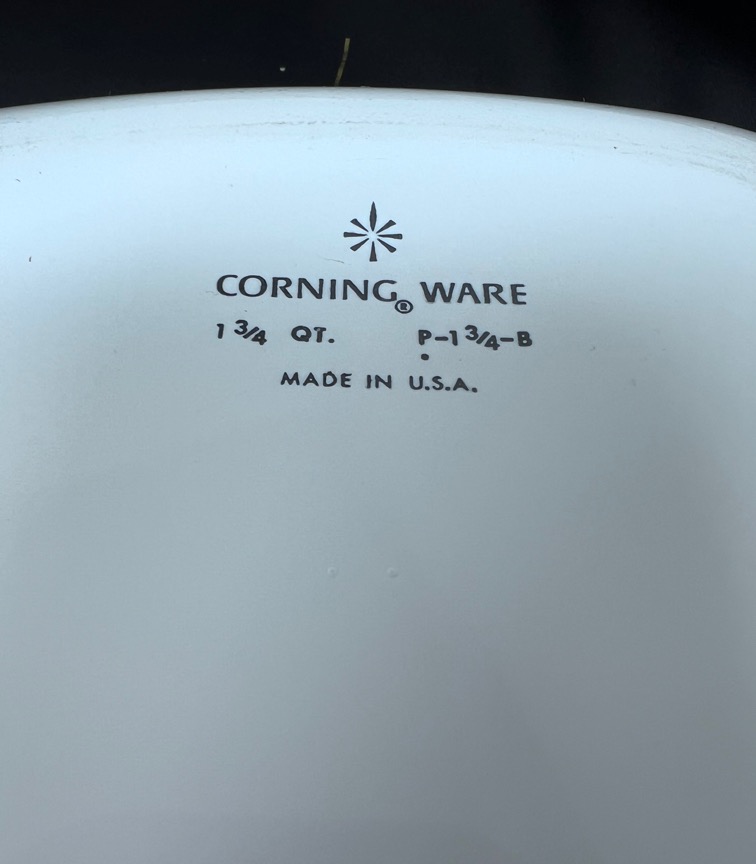 CORNING® WARE
1 3/4 QT. P-1 3/4-B
MADE IN U.S.A.